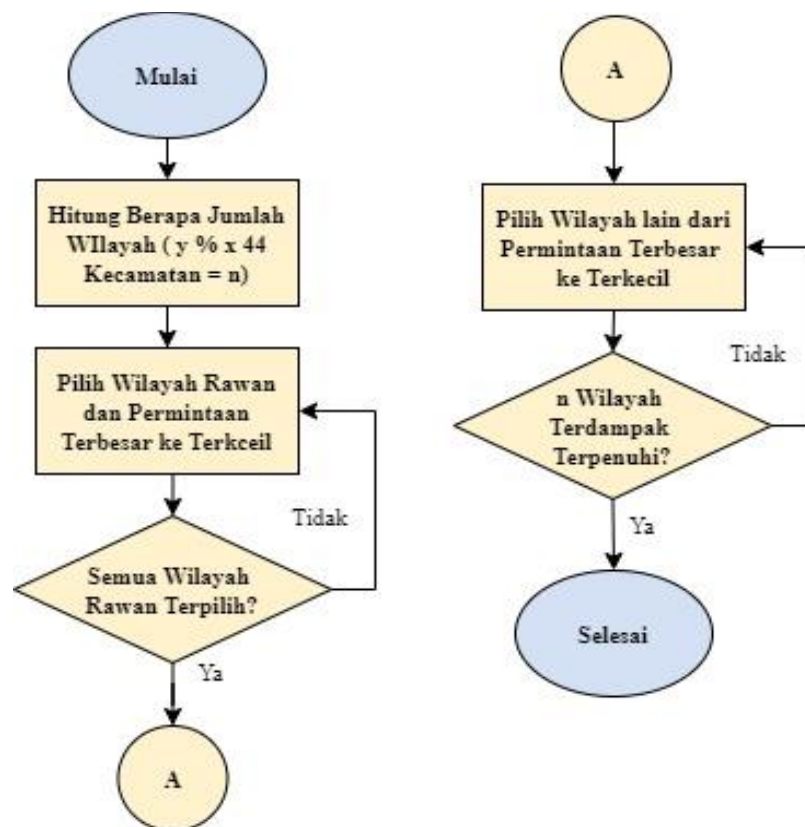 Mulai
Hitung Berapa Jumlah
WIlayah ( y % x 44
Kecamatan = n)
Pilih Wilayah Rawan
dan Permintaan
Terbesar ke Terkceil
Tidak
Semua Wilayah
Rawan Terpilih?
Ya
A
A
Pilih Wilayah lain dari
Permintaan Terbesar
ke Terkecil
Tidak
n Wilayah
Terdampak
Terpenuhi?
Ya
Selesai